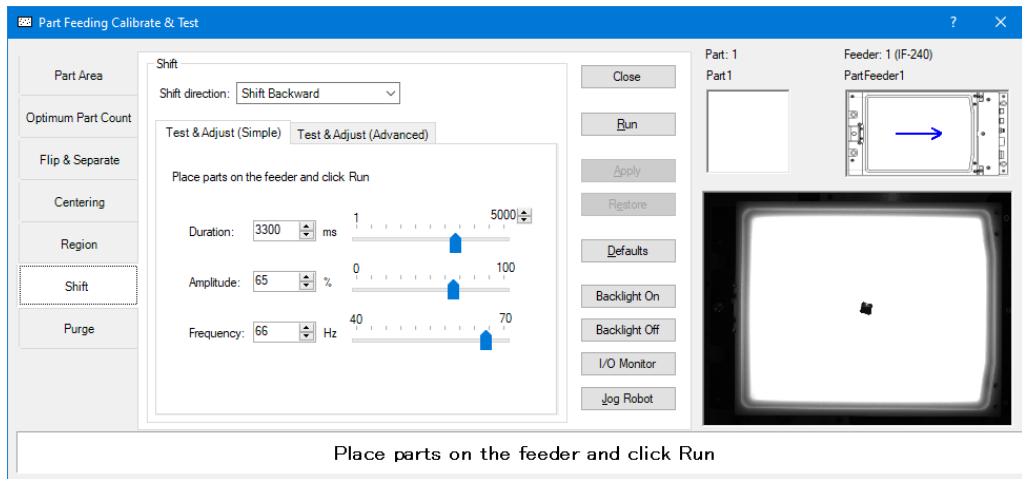 Part Feeding Calibrate & Test
?
Part Area
Optimum Part Count
Flip & Separate
Centering
Region
Shift
Purge
Shift
Shift direction: Shift Backward
Test & Adjust (Simple) Test & Adjust (Advanced)
Place parts on the feeder and click Run
Duration: 3300 ms 1 5000
Amplitude: 65 % 0 100
Frequency: 66 Hz 40 70
Close
Run
Apply
Restore
Defaults
Backlight On
Backlight Off
I/O Monitor
Jog Robot
Part: 1
Part1
Feeder: 1 (IF-240)
PartFeeder1
Place parts on the feeder and click Run